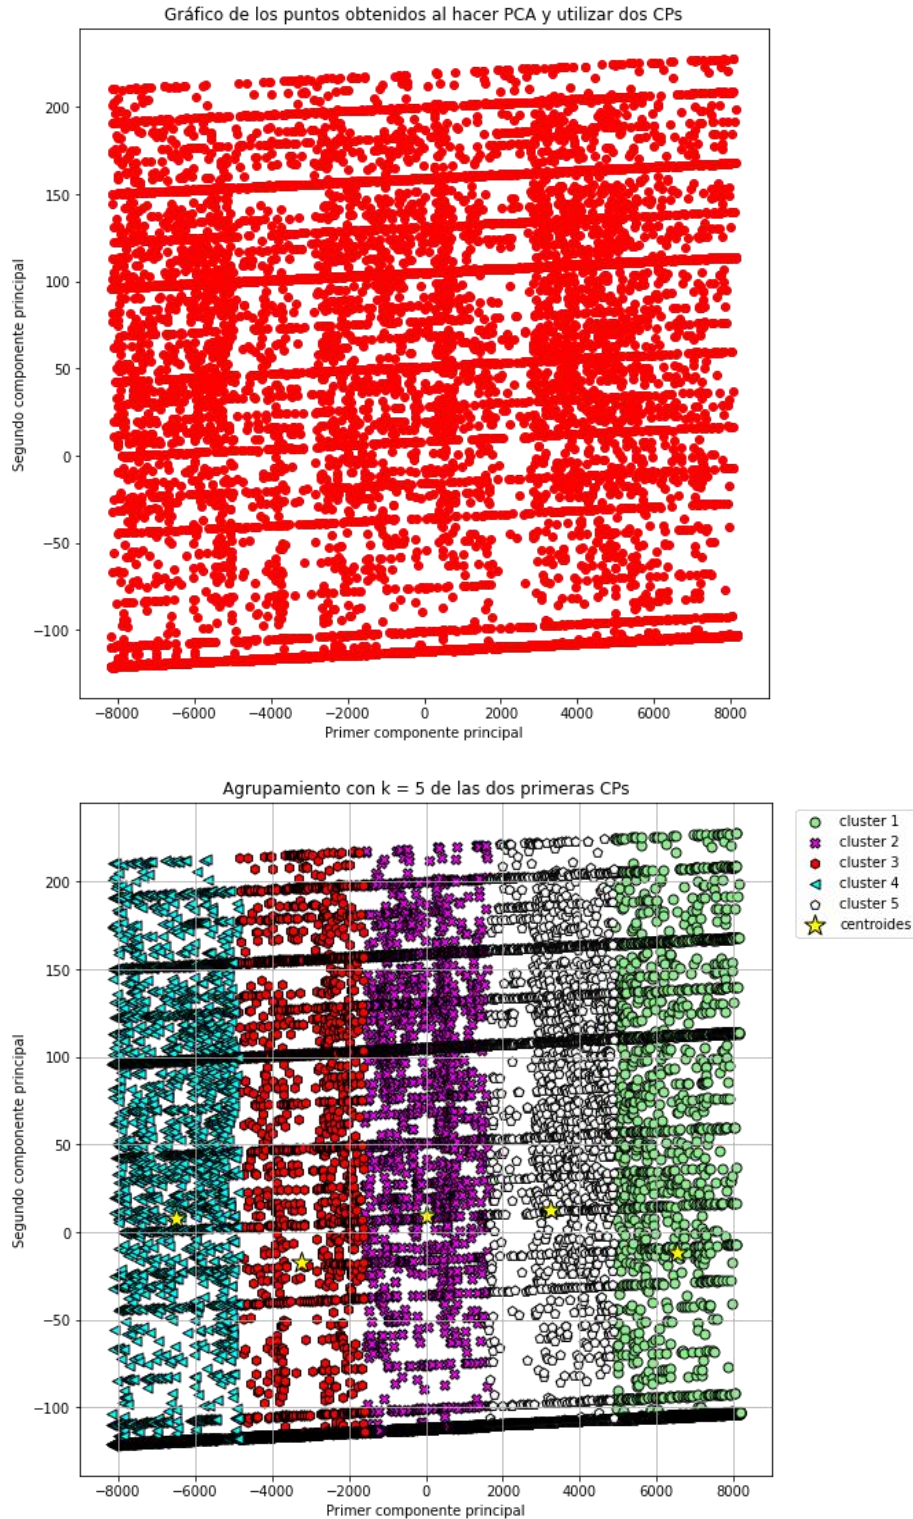 Gráfico de los puntos obtenidos al hacer PCA y utilizar dos CPs
200
150
100
50
0
−50
−100
Segundo componente principal
−8000 −6000 −4000 −2000 0 2000 4000 6000 8000
Primer componente principal
Agrupamiento con k = 5 de las dos primeras CPs
200
150
100
50
0
−50
−100
Segundo componente principal
−8000 −6000 −4000 −2000 0 2000 4000 6000 8000
Primer componente principal
cluster 1
cluster 2
cluster 3
cluster 4
cluster 5
centroides